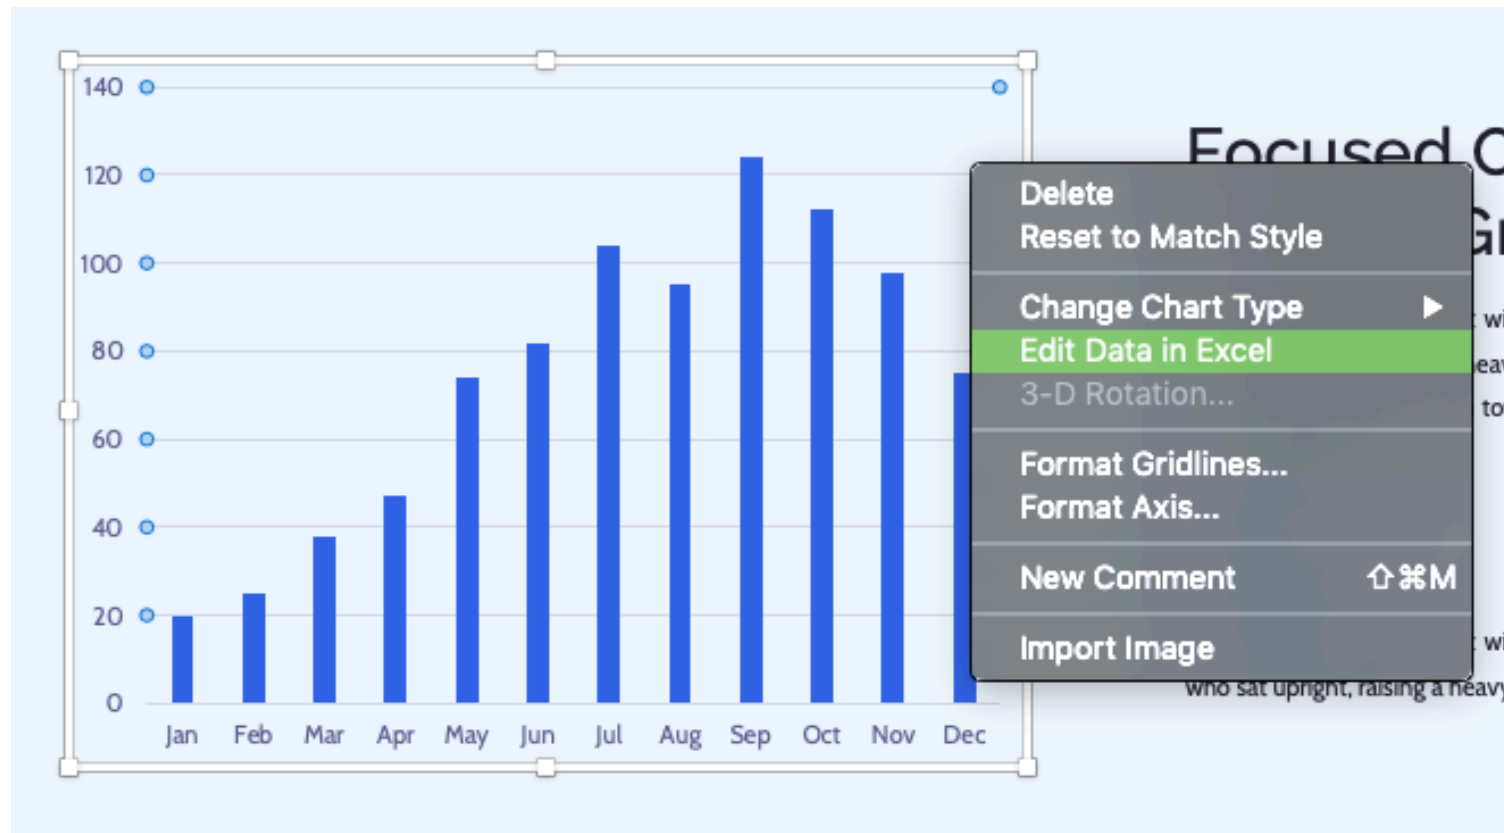 140
120
100
80
60
40
20
0
Jan Feb Mar Apr May Jun Jul Aug Sep Oct Nov Dec
Focused
Delete
Reset to Match Style
Change Chart Type
Edit Data in Excel
3-D Rotation...
Format Gridlines...
Format Axis...
New Comment ⇧⌘M
Import Image
who sat upright, raising a heavy